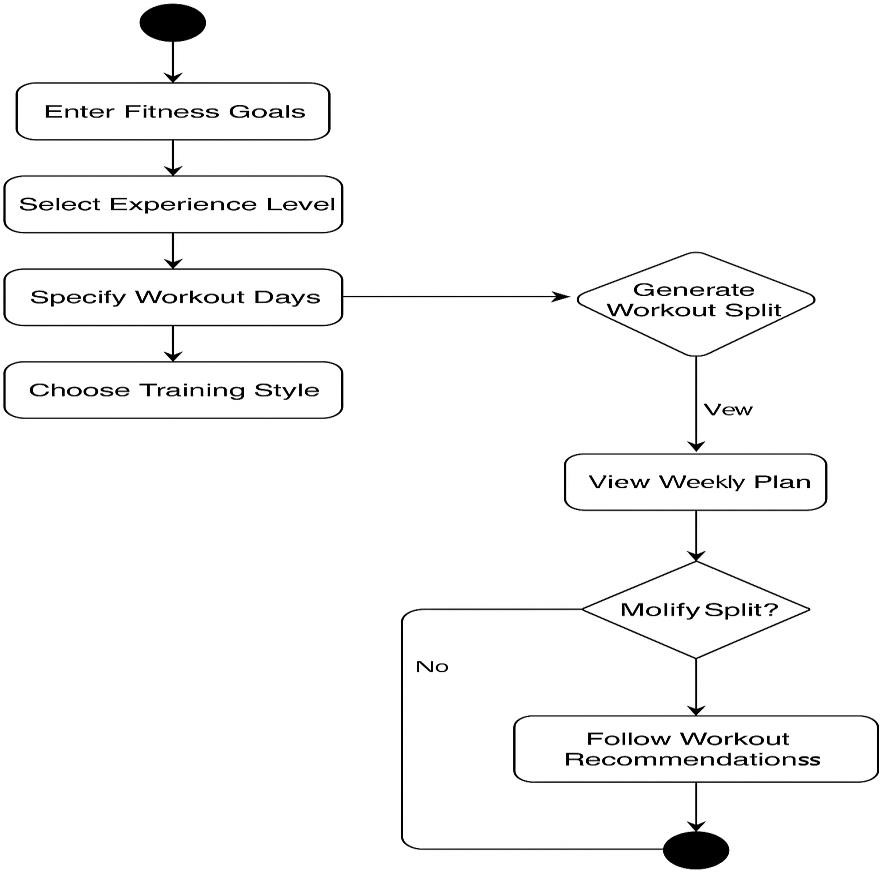 Enter Fitness Goals
Select Experience Level
Specify Workout Days
Choose Training Style
Generate
Workout Split
Vew
View Weekly Plan
Molify Split?
No
Follow Workout
Recommendationss